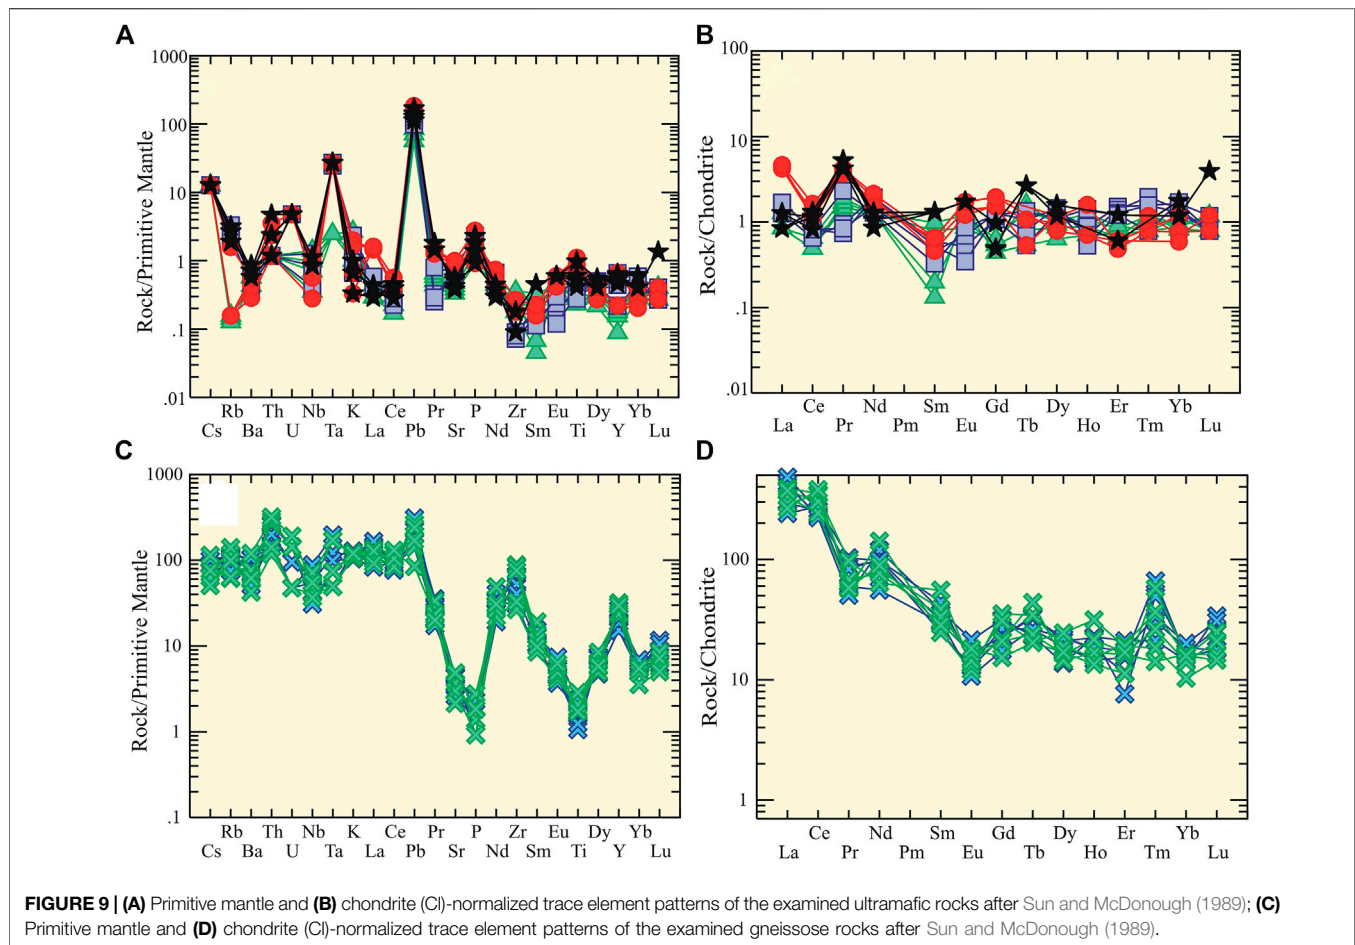 A
B
1000
100
10
1
.1
.01
Rock/Primitive Mantle
Rb Th Nb K Ce Pr P Zr Eu Dy Yb
Cs Ba U Ta La Pb Sr Nd Sm Ti Y Lu
100
10
1
0.1
.01
Rock/Chondrite
Ce Nd Sm Gd Dy Er Yb
La Pr Pm Eu Tb Ho Tm Lu
C
D
1000
100
10
1
.1
Rock/Primitive Mantle
Rb Th Nb K Ce Pr P Zr Eu Dy Yb
Cs Ba U Ta La Pb Sr Nd Sm Ti Y Lu
100
10
1
Rock/Chondrite
Ce Nd Sm Gd Dy Er Yb
La Pr Pm Eu Tb Ho Tm Lu
FIGURE 9 | (A) Primitive mantle and (B) chondrite (Cl)-normalized trace element patterns of the examined ultramafic rocks after Sun and McDonough (1989); (C)
Primitive mantle and (D) chondrite (Cl)-normalized trace element patterns of the examined gneissose rocks after Sun and McDonough (1989).